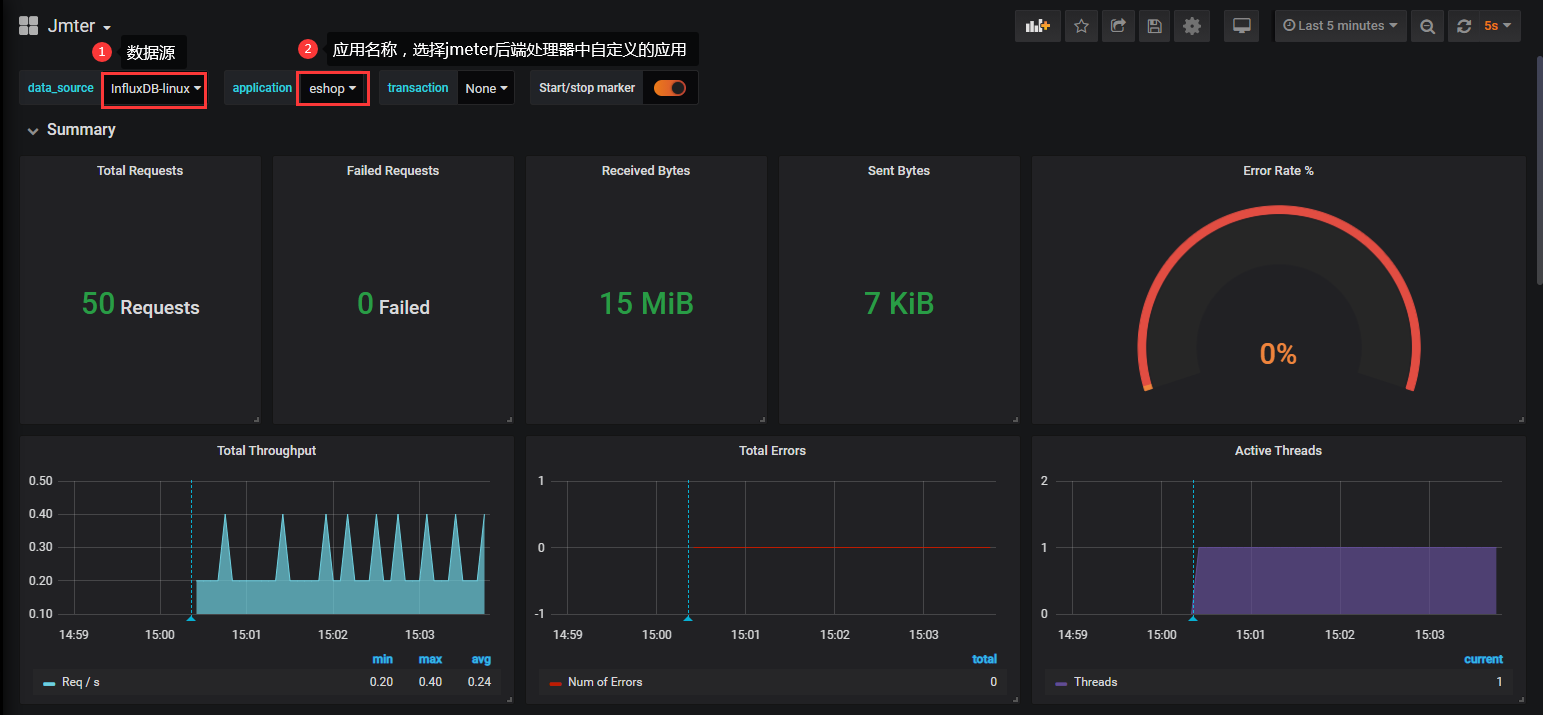 Jmter
Last 5 minutes
5s
1
数据源
2
应用名称，选择jmeter后端处理器中自定义的应用
data_source
InfluxDB-linux
application
eshop
transaction
None
Start/stop marker
Summary
Total Requests
Failed Requests
Received Bytes
Sent Bytes
Error Rate %
50 Requests
0 Failed
15 MiB
7 KiB
0%
Total Throughput
0.50
0.40
0.30
0.20
0.10
14:59
15:00
15:01
15:02
15:03
min max avg
Req / s 0.20 0.40 0.24
Total Errors
1
0
-1
14:59
15:00
15:01
15:02
15:03
total
Num of Errors 0
Active Threads
2
1
0
14:59
15:00
15:01
15:02
15:03
current
Threads 1